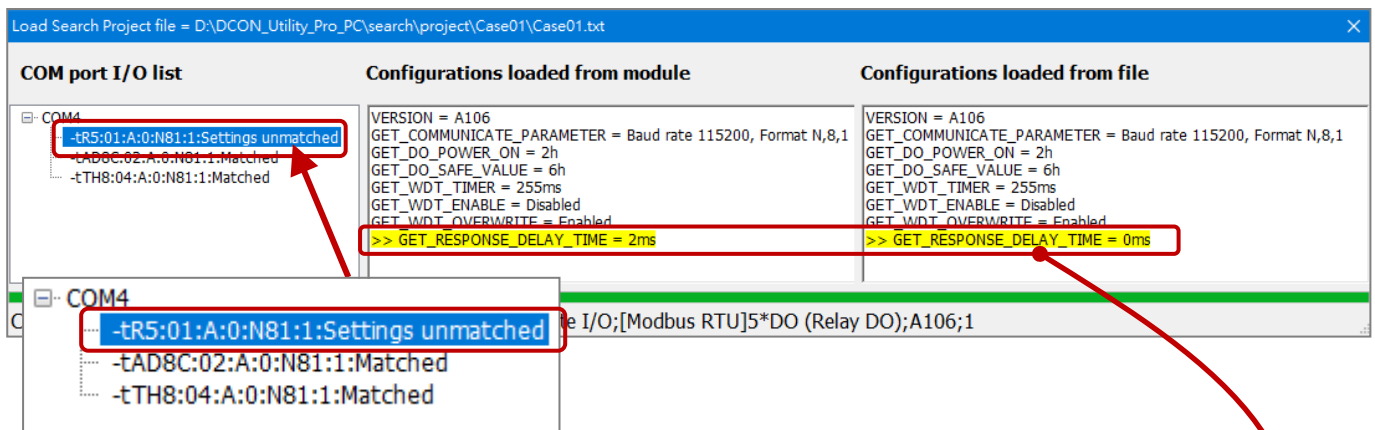 Load Search Project file = D:\DCON_Utility_Pro_PC\search\project\Case01\Case01.txt
COM port I/O list
Configurations loaded from module
Configurations loaded from file
COM4
-tR5:01:A:0:N81:1:Settings unmatched
-tAD8C:02:A:0:N81:1:Matched
-tTH8:04:A:0:N81:1:Matched
VERSION = A106
GET_COMMUNICATE_PARAMETER = Baud rate 115200, Format N,8,1
GET_DO_POWER_ON = 2h
GET_DO_SAFE_VALUE = 6h
GET_WDT_TIMER = 255ms
GET_WDT_ENABLE = Disabled
GET_WDT_OVERWRITE = Enabled
>> GET_RESPONSE_DELAY_TIME = 2ms
VERSION = A106
GET_COMMUNICATE_PARAMETER = Baud rate 115200, Format N,8,1
GET_DO_POWER_ON = 2h
GET_DO_SAFE_VALUE = 6h
GET_WDT_TIMER = 255ms
GET_WDT_ENABLE = Disabled
GET_WDT_OVERWRITE = Enabled
>> GET_RESPONSE_DELAY_TIME = 0ms
COM4
-tR5:01:A:0:N81:1:Settings unmatched
-tAD8C:02:A:0:N81:1:Matched
-tTH8:04:A:0:N81:1:Matched
I/O;[Modbus RTU]5*DO (Relay DO);A106;1